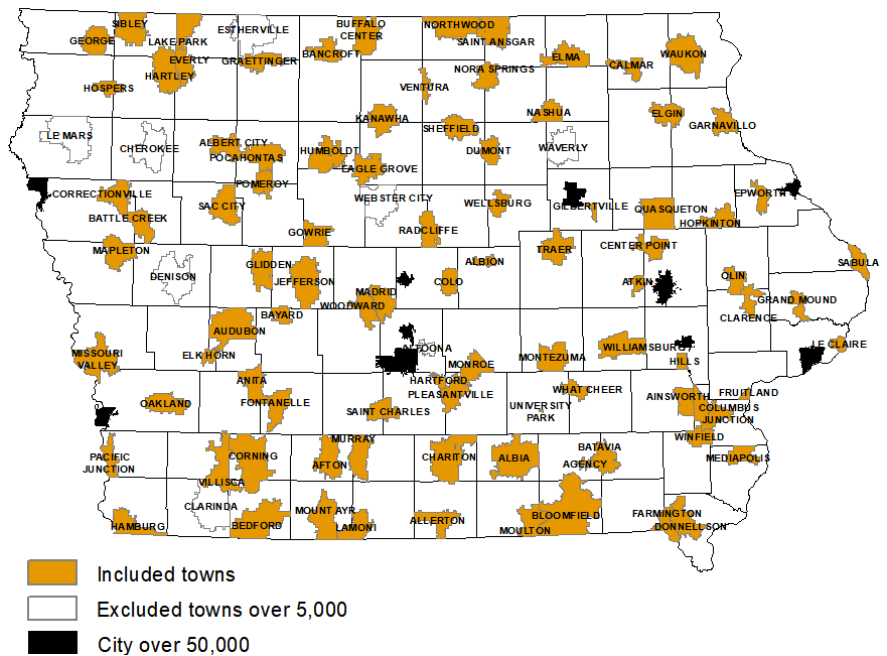 SIBLEY
LAKE PARK
ESTHERVILLE
BUFFALO
CENTER
NORTHWOOD
SAINT ANSGAR
GEORGE
EVERLY
GRAETTINGER
BANCROFT
ELMA
CALMAR
WAUKON
HARTLEY
HOSPERS
VENTURA
NORA SPRINGS
KANAWHA
NASHUA
ELGIN
GARNAVILLO
LE MARS
CHEROKEE
ALBERT CITY
POCAHONTAS
HUMBOLDT
SHEFFIELD
DUMONT
WAVERLY
EAGLE GROVE
POMEROY
CORRECTIONVILLE
SAC CITY
WEBSTER CITY
WELLSBURG
GILBERTVILLE
QUASQUETON
EPWORTH
BATTLE CREEK
HOPKINTON
GOWRIE
RADCLIFFE
MAPLETON
TRAER
CENTER POINT
DENISON
GLIDDEN
JEFFERSON
ALBION
SABULA
COLO
ATKIN
OLIN
MADRID
WOODWARD
GRAND MOUND
CLARENCE
BAYARD
AUDUBON
ELK HORN
ALTOONA
MISSOURI
VALLEY
MONROE
MONTEZUMA
WILLIAMSBURG
HILLS
LE CLAIRE
ANITA
HARTFORD
PLEASANTVILLE
WHAT CHEER
OAKLAND
FONTANELLE
SAINT CHARLES
UNIVERSITY
PARK
AINSWORTH
FRUITLAND
COLUMBUS
JUNCTION
WINFIELD
PACIFIC
JUNCTION
CORNING
MURRAY
AFTON
CHARITON
ALBIA
BATAVIA
AGENCY
MEDIAPOLIS
VILLISCA
CLARINDA
HAMBURG
BEDFORD
MOUNT AYR
LAMONI
ALLERTON
MOULTON
BLOOMFIELD
FARMINGTON
DONNELLSON
Included towns
Excluded towns over 5,000
City over 50,000